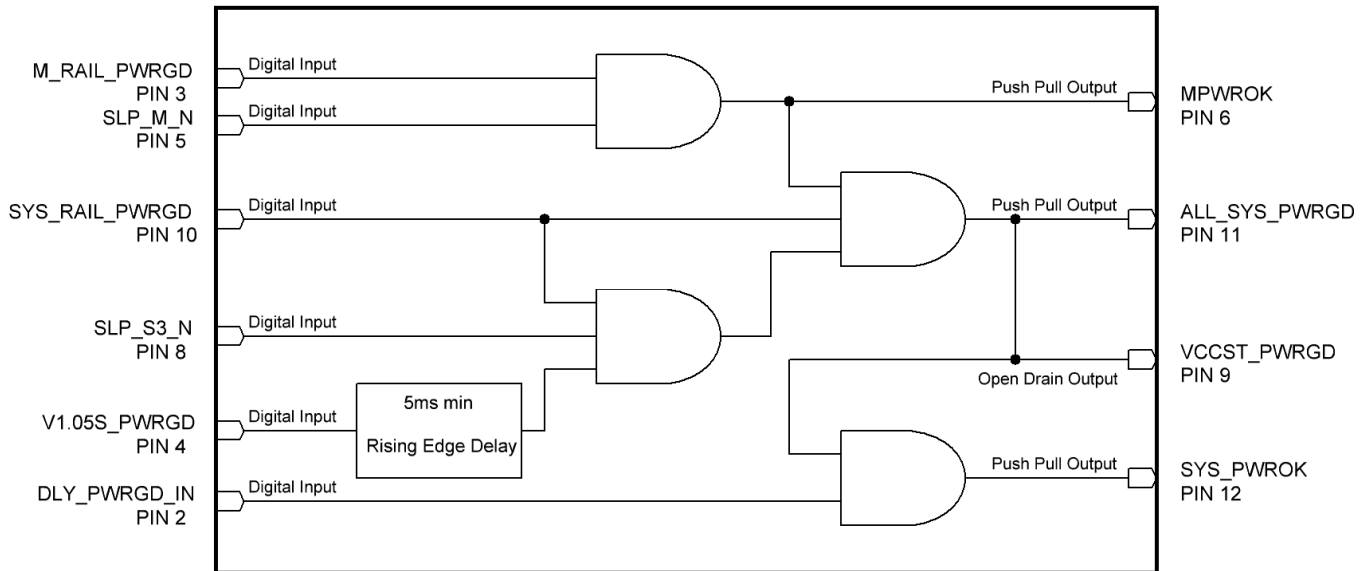 M_RAIL_PWRGD
PIN 3
Digital Input
SLP_M_N
PIN 5
Digital Input
Push Pull Output
MPWROK
PIN 6
SYS_RAIL_PWRGD
PIN 10
Digital Input
Push Pull Output
ALL_SYS_PWRGD
PIN 11
SLP_S3_N
PIN 8
Digital Input
VCCST_PWRGD
PIN 9
Open Drain Output
V1.05S_PWRGD
PIN 4
Digital Input
5ms min
Rising Edge Delay
DLY_PWRGD_IN
PIN 2
Digital Input
Push Pull Output
SYS_PWROK
PIN 12